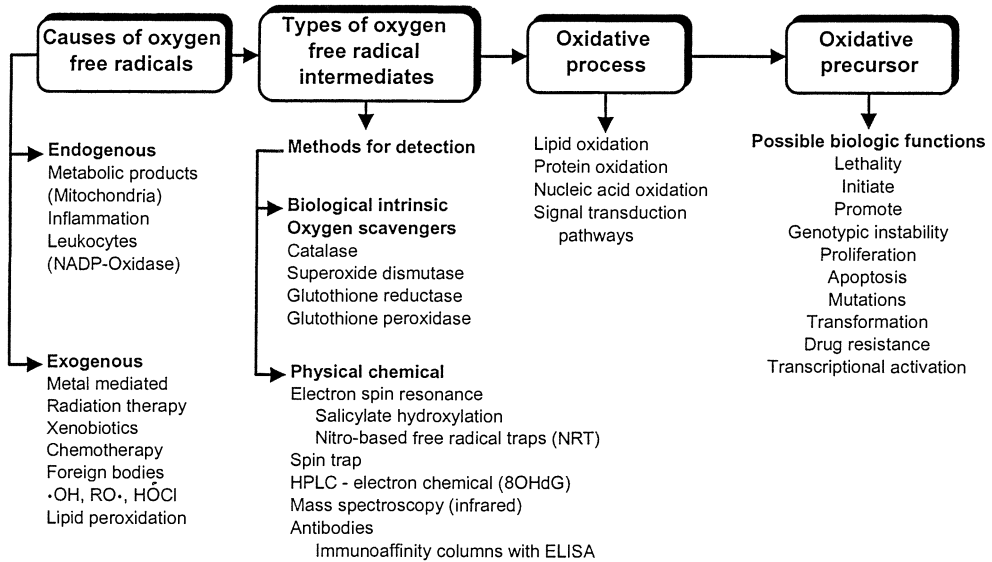 Causes of oxygen
free radicals
Types of oxygen
free radical
intermediates
Oxidative
process
Oxidative
precursor
Endogenous
Metabolic products
(Mitochondria)
Inflammation
Leukocytes
(NADP-Oxidase)
Exogenous
Metal mediated
Radiation therapy
Xenobiotics
Chemotherapy
Foreign bodies
·OH, RO·, HÓCl
Lipid peroxidation
Methods for detection
Biological intrinsic
Oxygen scavengers
Catalase
Superoxide dismutase
Glutothione reductase
Glutothione peroxidase
Physical chemical
Electron spin resonance
Salicylate hydroxylation
Nitro-based free radical traps (NRT)
Spin trap
HPLC - electron chemical (8OHdG)
Mass spectroscopy (infrared)
Antibodies
Immunoaffinity columns with ELISA
Lipid oxidation
Protein oxidation
Nucleic acid oxidation
Signal transduction
pathways
Possible biologic functions
Lethality
Initiate
Promote
Genotypic instability
Proliferation
Apoptosis
Mutations
Transformation
Drug resistance
Transcriptional activation